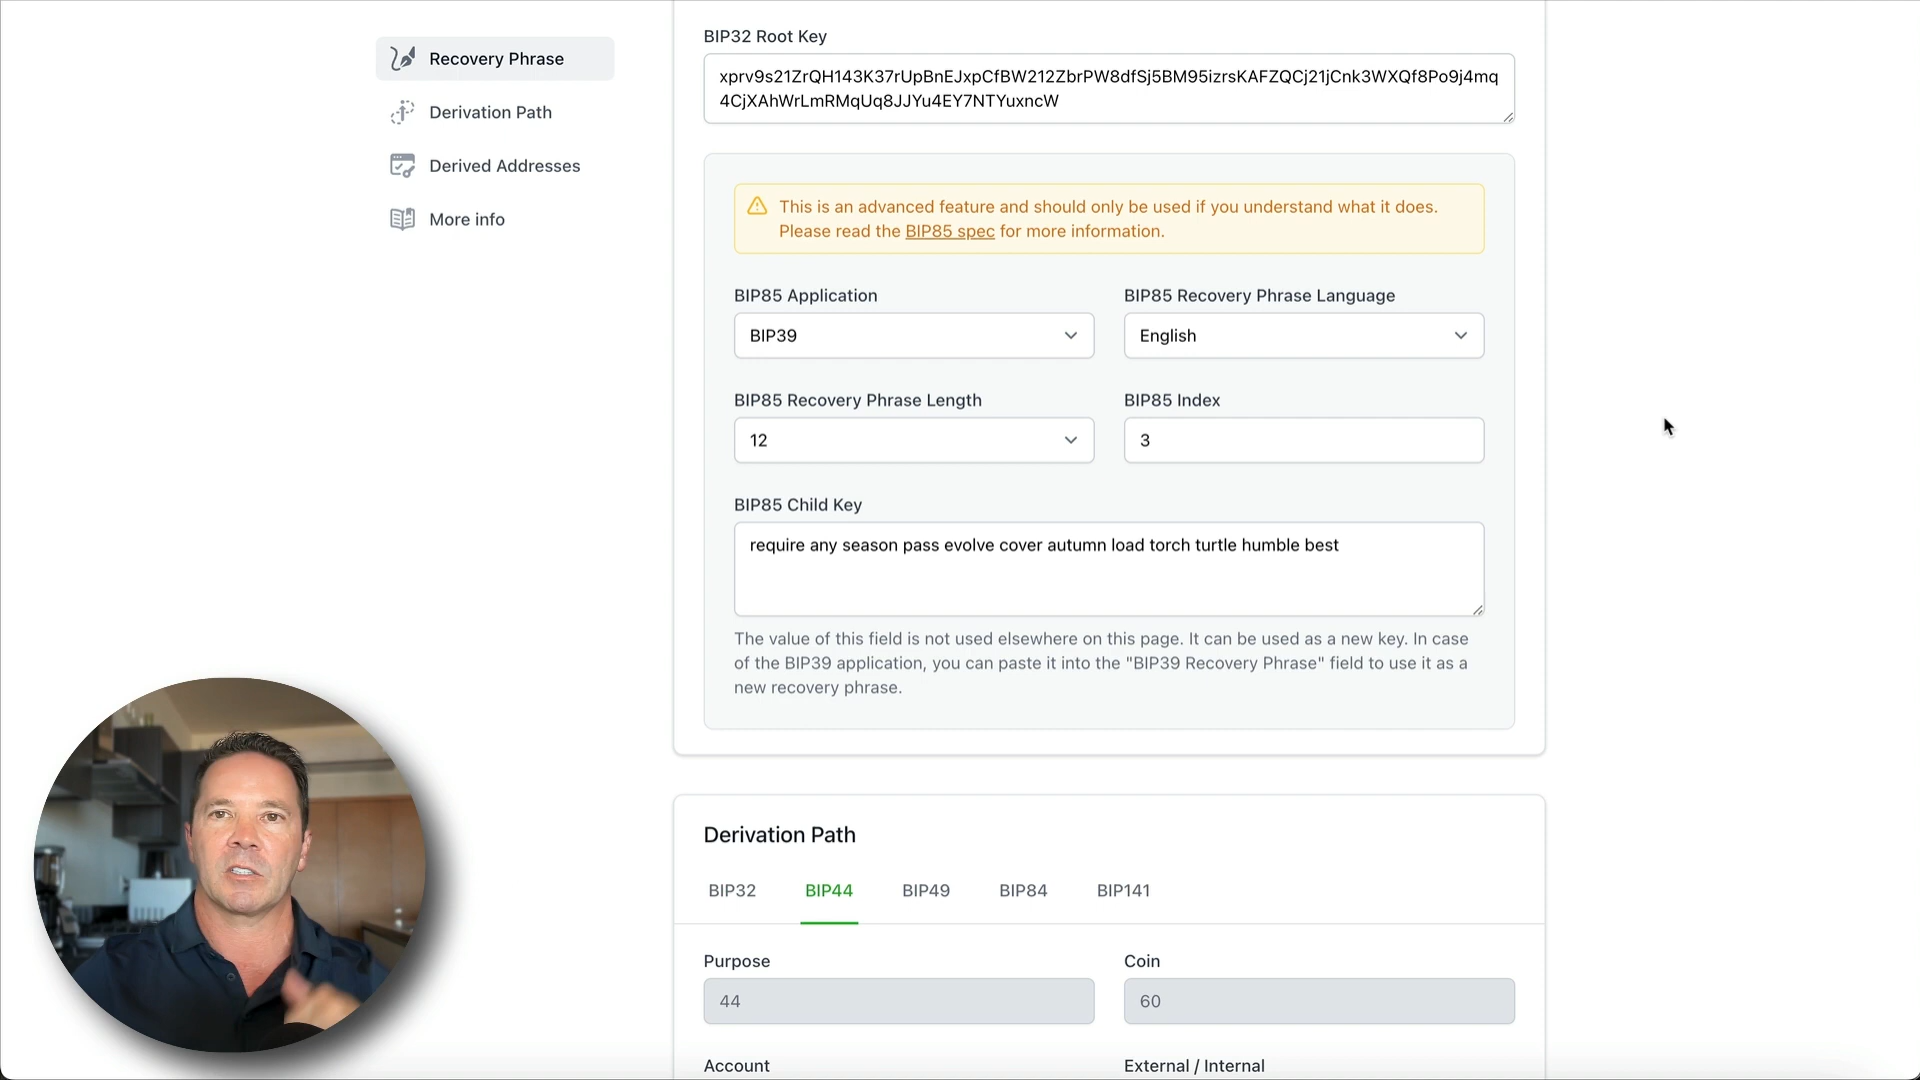 Recovery Phrase
Derivation Path
Derived Addresses
More info
BIP32 Root Key
xprv9s21ZrQH143K37rUpBnEJxpCfBW212ZbrPW8dfSj5BM95izrsKAFZQCj21jCnk3WXQf8Po9j4mq
4CjXAhWrLmRMqUq8JJYu4EY7NTYuxncW
This is an advanced feature and should only be used if you understand what it does.
Please read the BIP85 spec for more information.
BIP85 Application
BIP85 Recovery Phrase Language
BIP39
English
BIP85 Recovery Phrase Length
BIP85 Index
12
3
BIP85 Child Key
require any season pass evolve cover autumn load torch turtle humble best
The value of this field is not used elsewhere on this page. It can be used as a new key. In case
of the BIP39 application, you can paste it into the "BIP39 Recovery Phrase" field to use it as a
new recovery phrase.
Derivation Path
BIP32
BIP44
BIP49
BIP84
BIP141
Purpose
Coin
44
60
Account
External / Internal